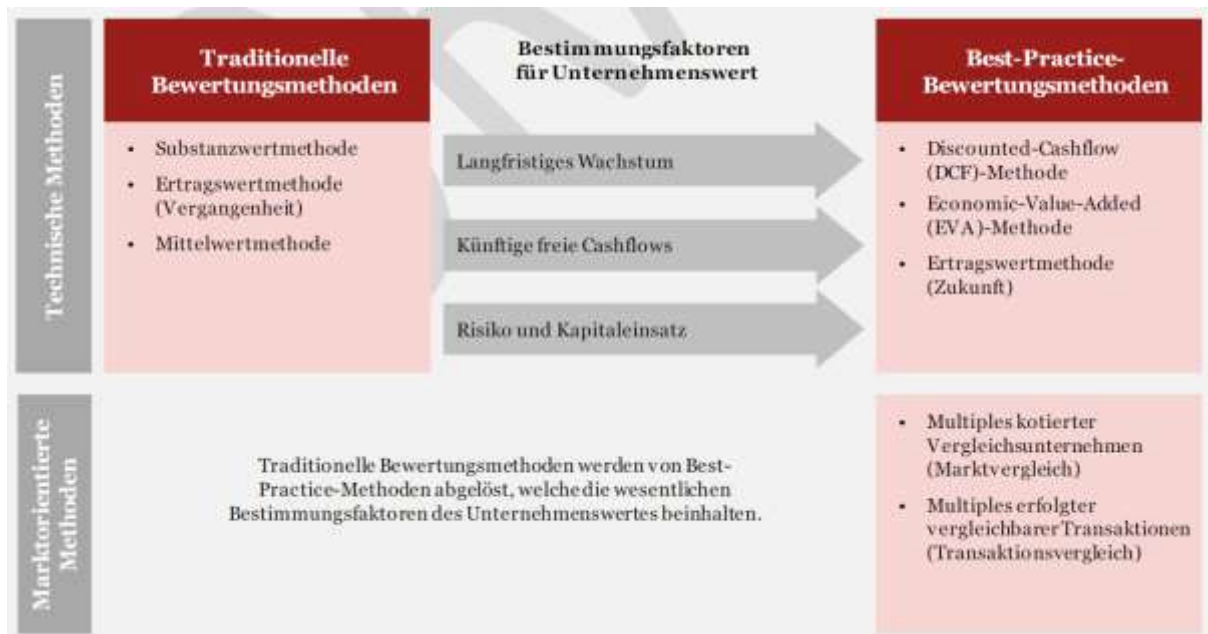 Technische Methoden
Traditionelle
Bewertungsmethoden
• Substanzwertmethode
• Ertragswertmethode
(Vergangenheit)
• Mittelwertmethode
Bestimmungsfaktoren
für Unternehmenswert
Langfristiges Wachstum
Künftige freie Cashflows
Risiko und Kapitaleinsatz
Best-Practice-
Bewertungsmethoden
• Discounted-Cashflow
(DCF)-Methode
• Economic-Value-Added
(EVA)-Methode
• Ertragswertmethode
(Zukunft)
Marktorientierte
Methoden
Traditionelle Bewertungsmethoden werden von Best-
Practice-Methoden abgelöst, welche die wesentlichen
Bestimmungsfaktoren des Unternehmenswertes beinhalten.
• Multiples kotierter
Vergleichsunternehmen
(Marktvergleich)
• Multiples erfolgter
vergleichbarer Transaktionen
(Transaktionsvergleich)